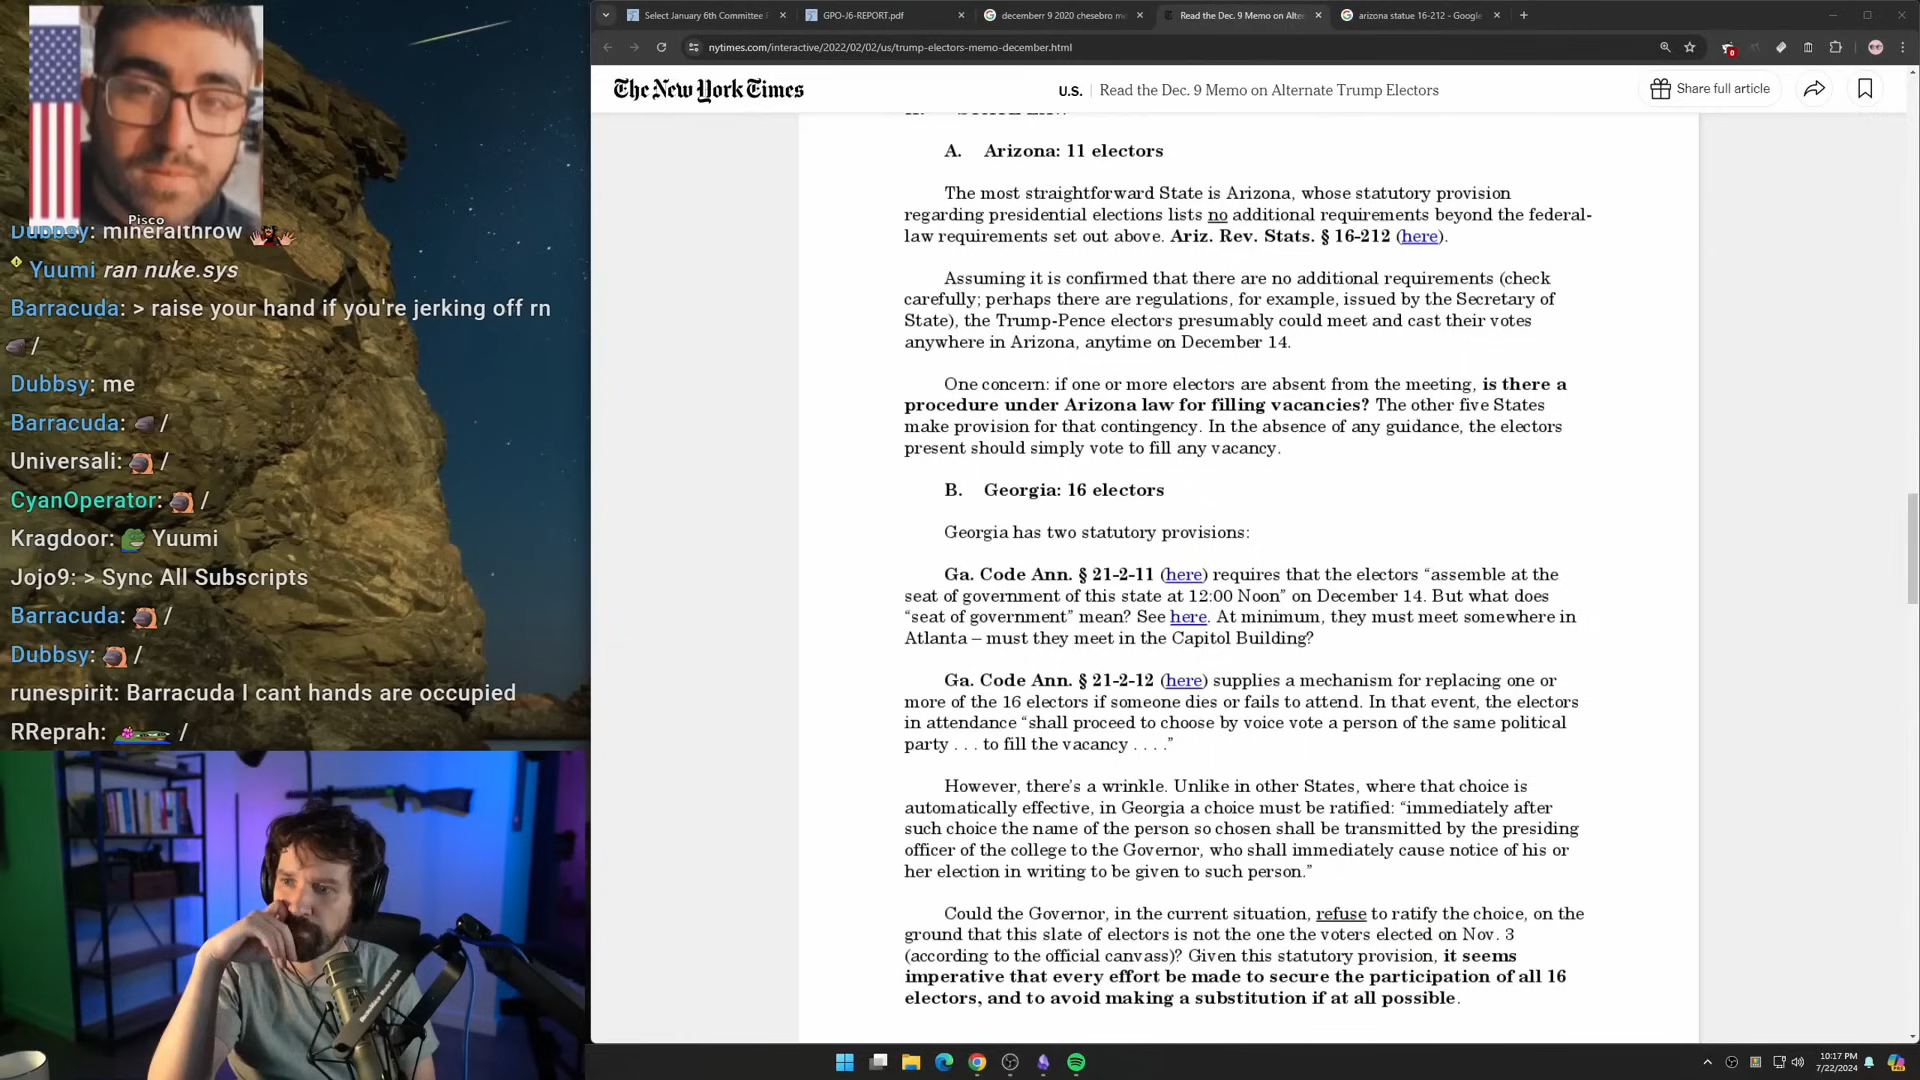 Select January 6th Committee F
GPO-J6-REPORT.pdf
decemberr 9 2020 chesebro me
Read the Dec. 9 Memo on Alte
arizona statue 16-212 - Google
nytimes.com/interactive/2022/02/02/us/trump-electors-memo-december.html
The New York Times
U.S. | Read the Dec. 9 Memo on Alternate Trump Electors
Share full article
A. Arizona: 11 electors
The most straightforward State is Arizona, whose statutory provision
regarding presidential elections lists no additional requirements beyond the federal-
law requirements set out above. Ariz. Rev. Stats. § 16-212 (here).
Assuming it is confirmed that there are no additional requirements (check
carefully; perhaps there are regulations, for example, issued by the Secretary of
State), the Trump-Pence electors presumably could meet and cast their votes
anywhere in Arizona, anytime on December 14.
One concern: if one or more electors are absent from the meeting, is there a
procedure under Arizona law for filling vacancies? The other five States
make provision for that contingency. In the absence of any guidance, the electors
present should simply vote to fill any vacancy.
B. Georgia: 16 electors
Georgia has two statutory provisions:
Ga. Code Ann. § 21-2-11 (here) requires that the electors “assemble at the
seat of government of this state at 12:00 Noon” on December 14. But what does
“seat of government” mean? See here. At minimum, they must meet somewhere in
Atlanta – must they meet in the Capitol Building?
Ga. Code Ann. § 21-2-12 (here) supplies a mechanism for replacing one or
more of the 16 electors if someone dies or fails to attend. In that event, the electors
in attendance “shall proceed to choose by voice vote a person of the same political
party . . . to fill the vacancy . . . .”
However, there’s a wrinkle. Unlike in other States, where that choice is
automatically effective, in Georgia a choice must be ratified: “immediately after
such choice the name of the person so chosen shall be transmitted by the presiding
officer of the college to the Governor, who shall immediately cause notice of his or
her election in writing to be given to such person.”
Could the Governor, in the current situation, refuse to ratify the choice, on the
ground that this slate of electors is not the one the voters elected on Nov. 3
(according to the official canvass)? Given this statutory provision, it seems
imperative that every effort be made to secure the participation of all 16
electors, and to avoid making a substitution if at all possible.
Pisco
Dubbsy: mineralthrow
Yuumi ran nuke.sys
Barracuda: > raise your hand if you're jerking off rn
/
Dubbsy: me
Barracuda: /
Universali: /
CyanOperator: /
Kragdoor: Yuumi
Jojo9: > Sync All Subscripts
Barracuda: /
Dubbsy: /
runespirit: Barracuda I cant hands are occupied
RReprah: /
10:17 PM
7/22/2024